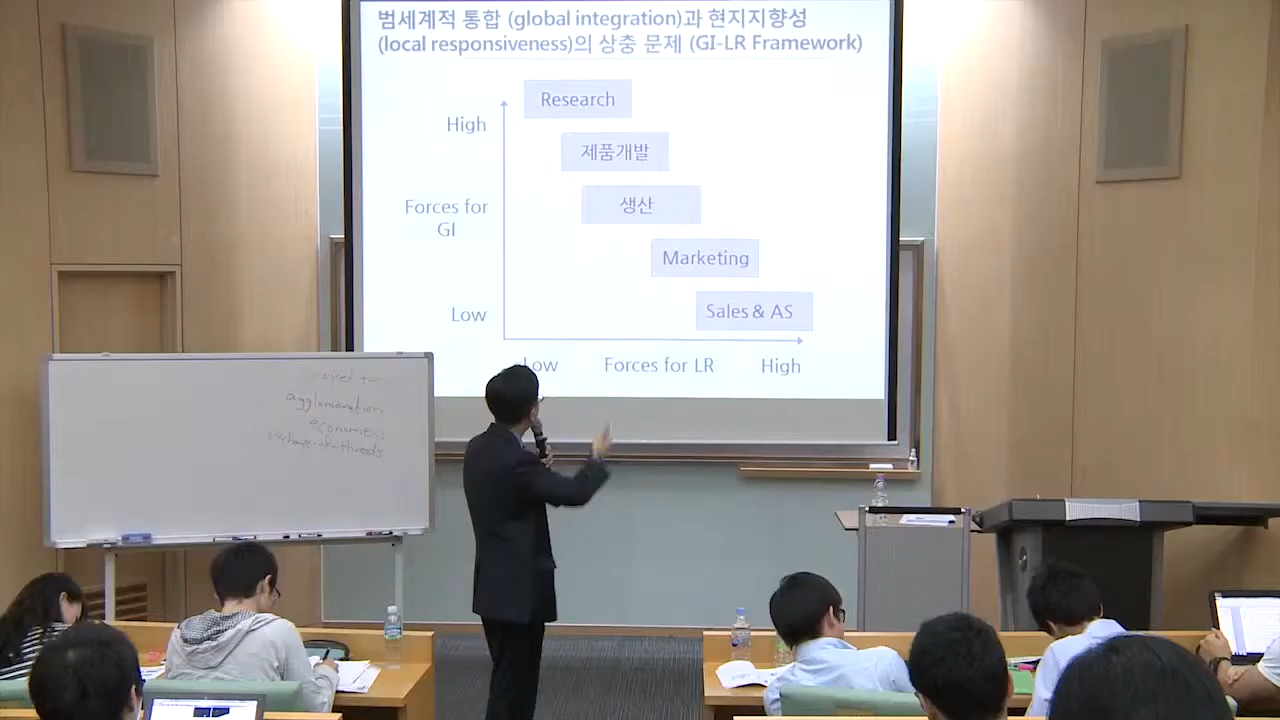 범세계적 통합 (global integration)과 현지지향성
(local responsiveness)의 상충 문제 (GI-LR Framework)
Research
High
제품개발
Forces for
GI
생산
Marketing
Low
Sales & AS
Low
Forces for LR
High
agglomeration
economies